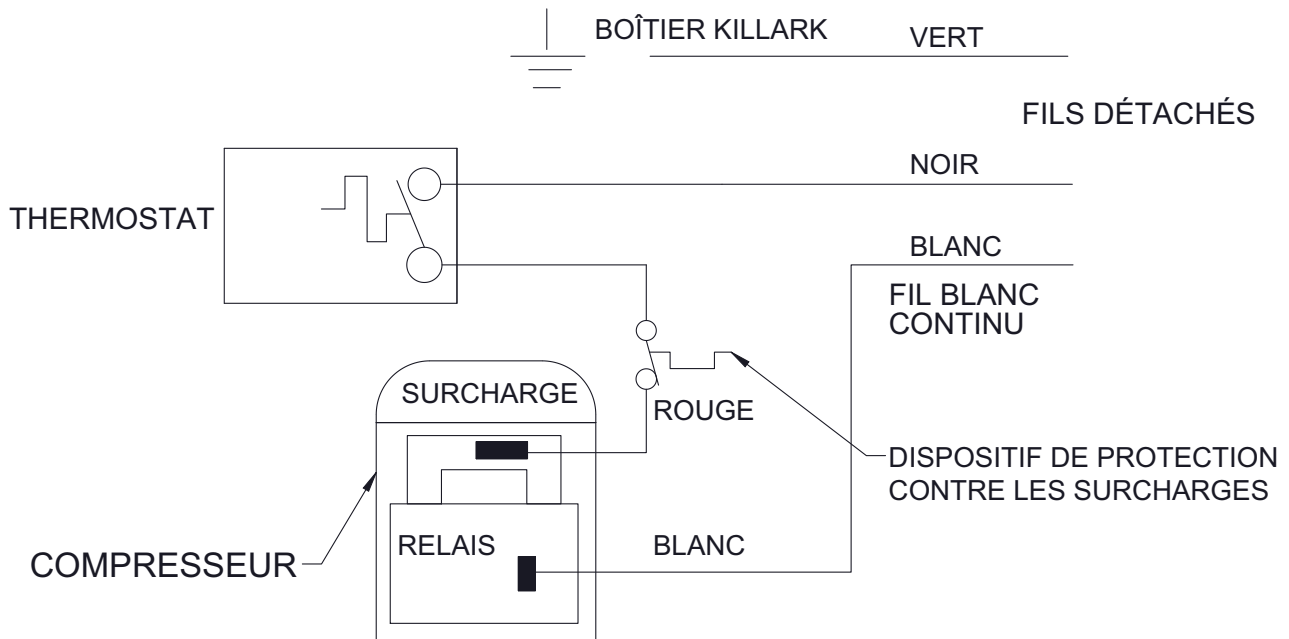 BOÎTIER KILLARK
VERT
FILS DÉTACHÉS
NOIR
THERMOSTAT
BLANC
FIL BLANC
CONTINU
SURCHARGE
ROUGE
DISPOSITIF DE PROTECTION
CONTRE LES SURCHARGES
RELAIS
BLANC
COMPRESSEUR